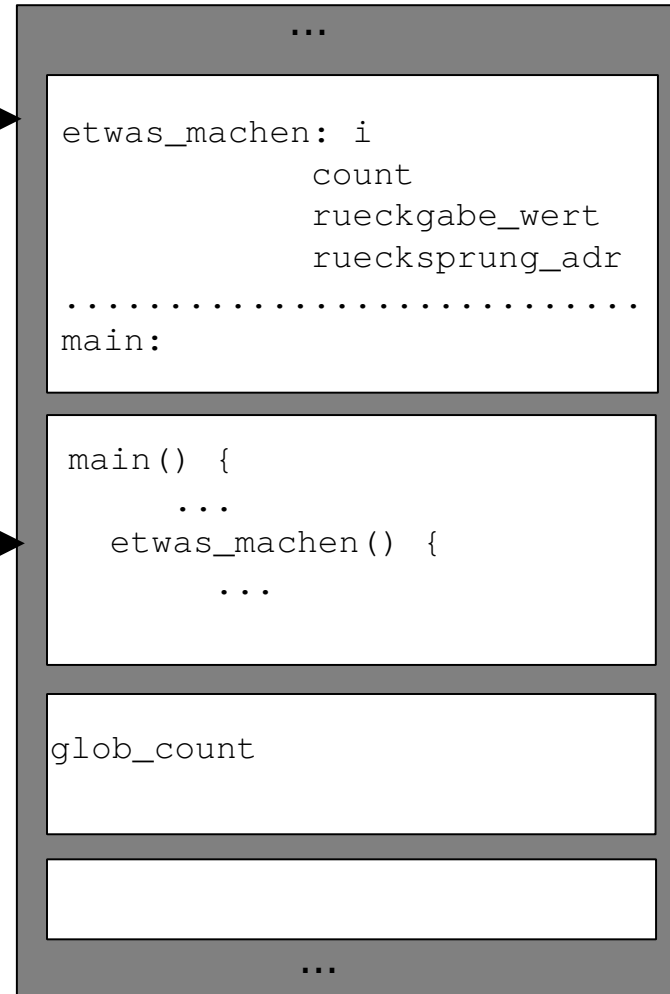 ...
etwas_machen: i
count
rueckgabe_wert
ruecksprung_adr
............................
main:
main() {
...
etwas_machen() {
...
glob_count
...